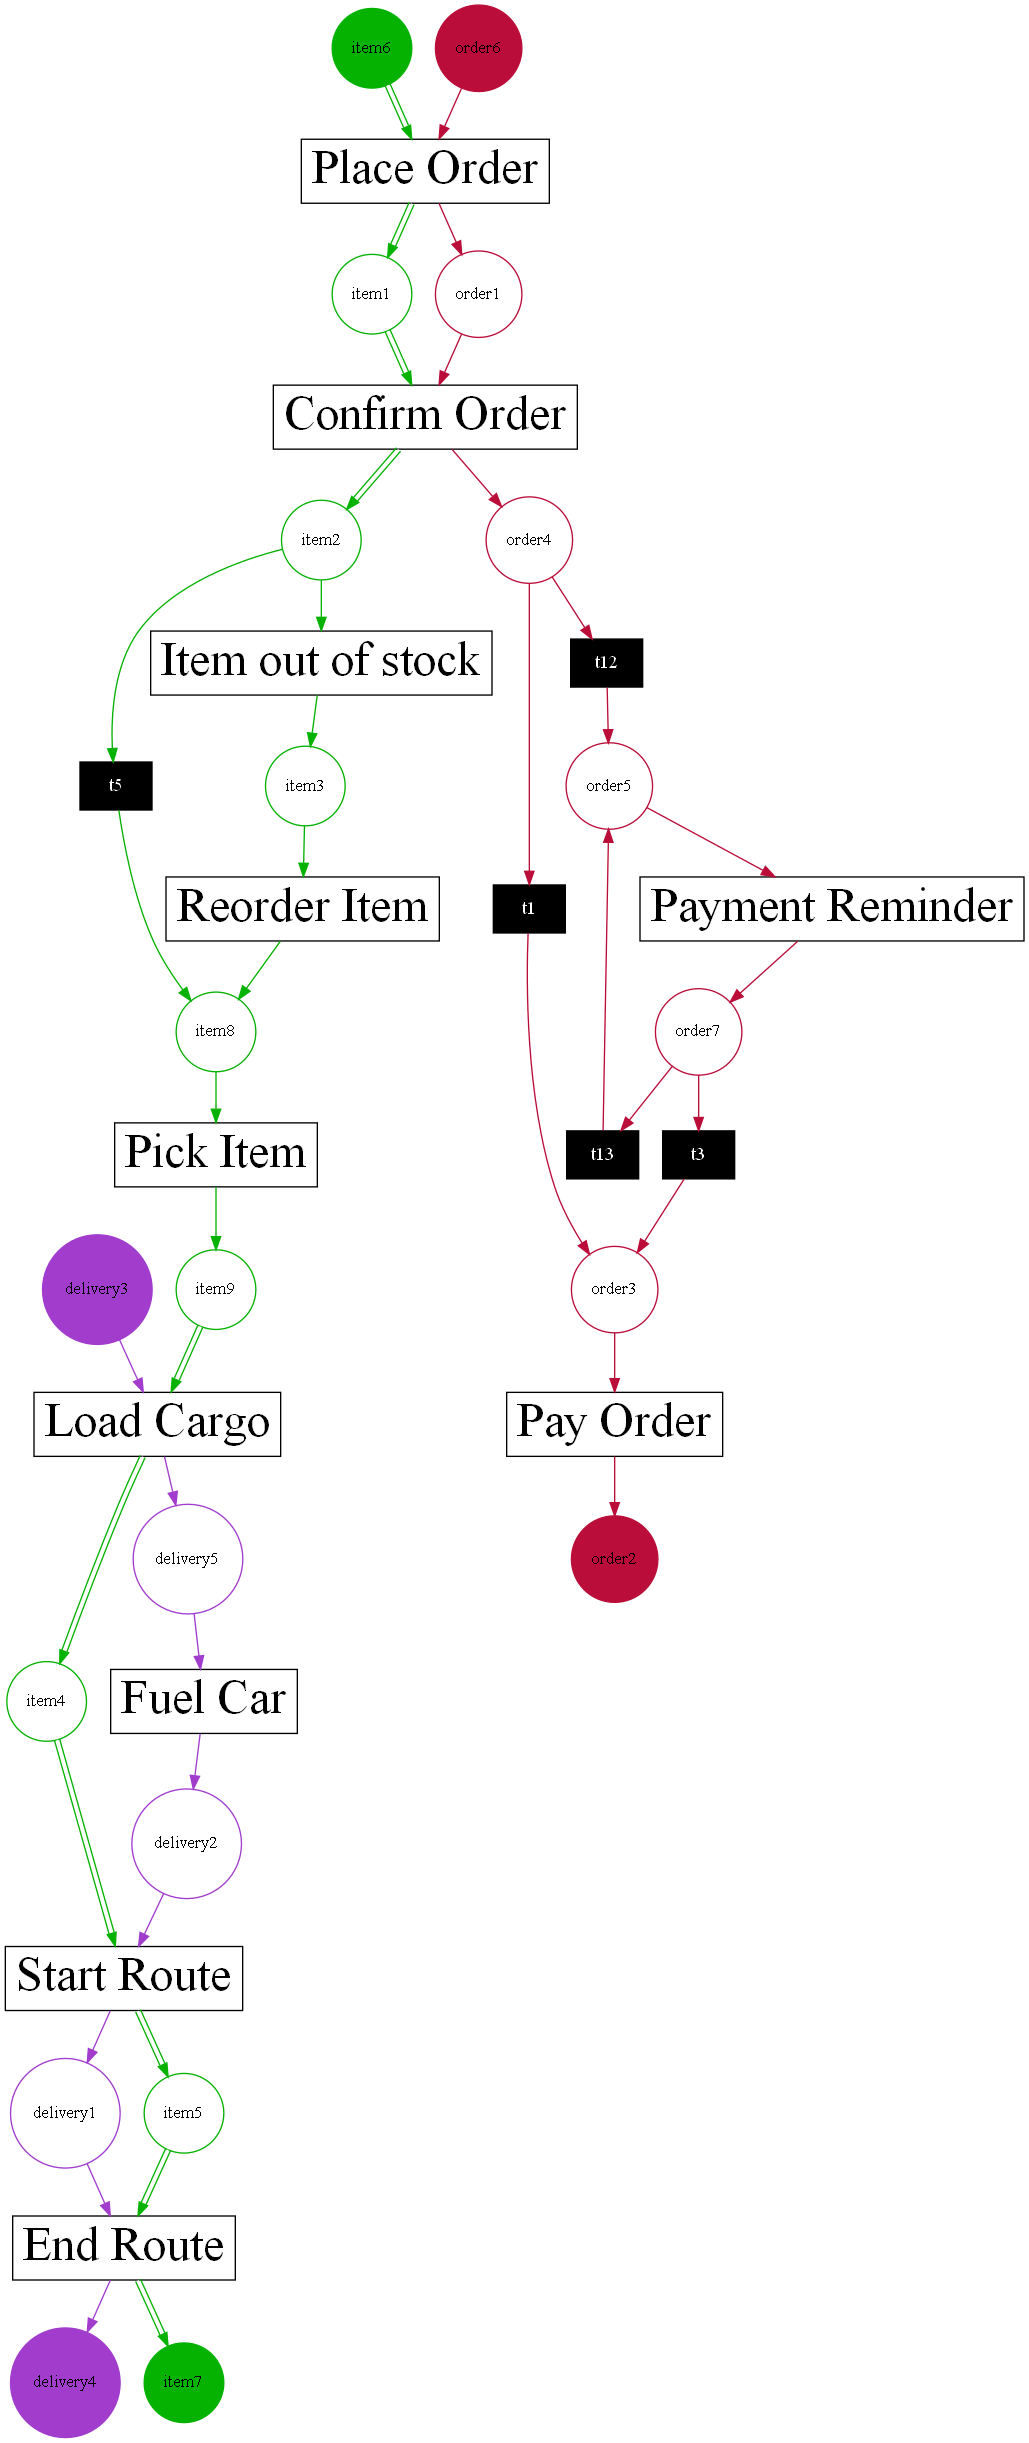 item6
order6
Place Order
item1
order1
Confirm Order
item2
order4
Item out of stock
t12
t5
item3
order5
Reorder Item
t1
Payment Reminder
item8
order7
Pick Item
t13
t3
delivery3
item9
order3
Load Cargo
Pay Order
delivery5
order2
item4
Fuel Car
delivery2
Start Route
delivery1
item5
End Route
delivery4
item7